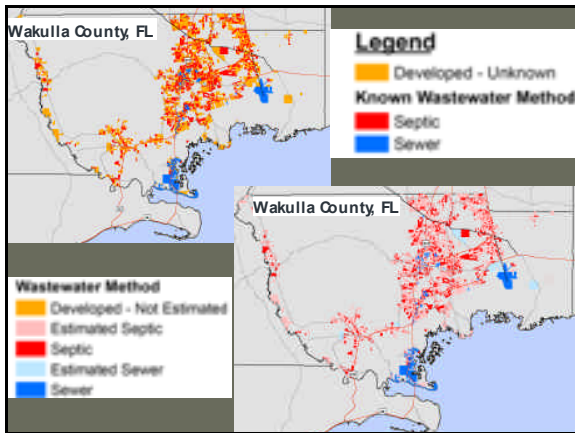 Wakulla County, FL
Legend
Developed - Unknown
Known Wastewater Method
Septic
Sewer
Wakulla County, FL
Wastewater Method
Developed - Not Estimated
Estimated Septic
Septic
Estimated Sewer
Sewer